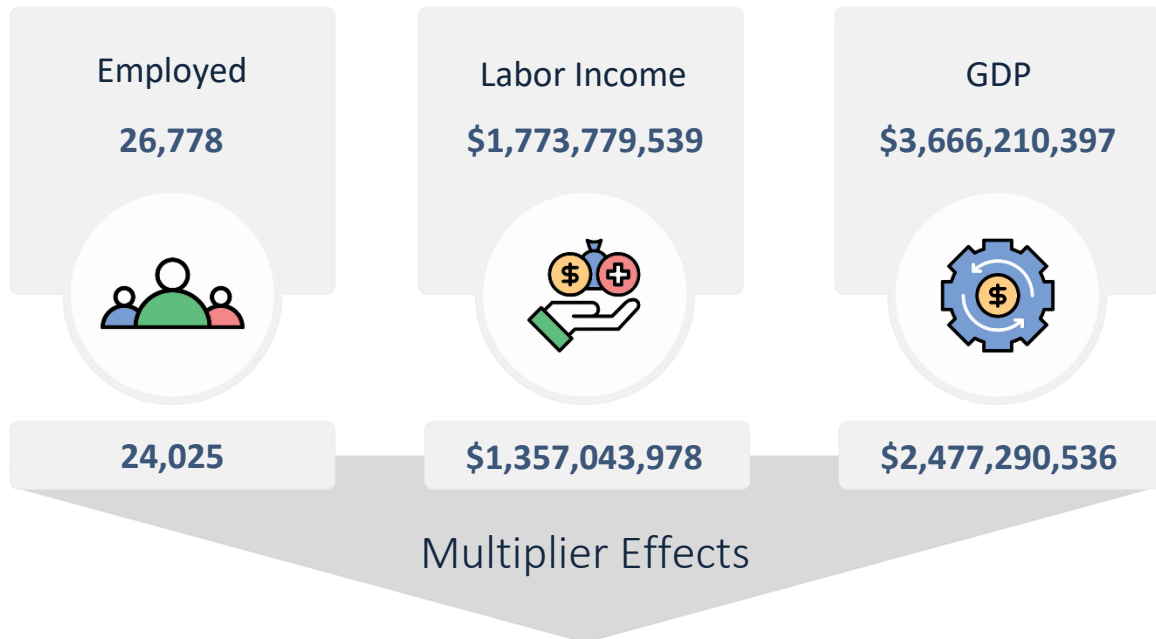 Employed
26,778
Labor Income
$1,773,779,539
GDP
$3,666,210,397
$
$
24,025
$1,357,043,978
$2,477,290,536
Multiplier Effects